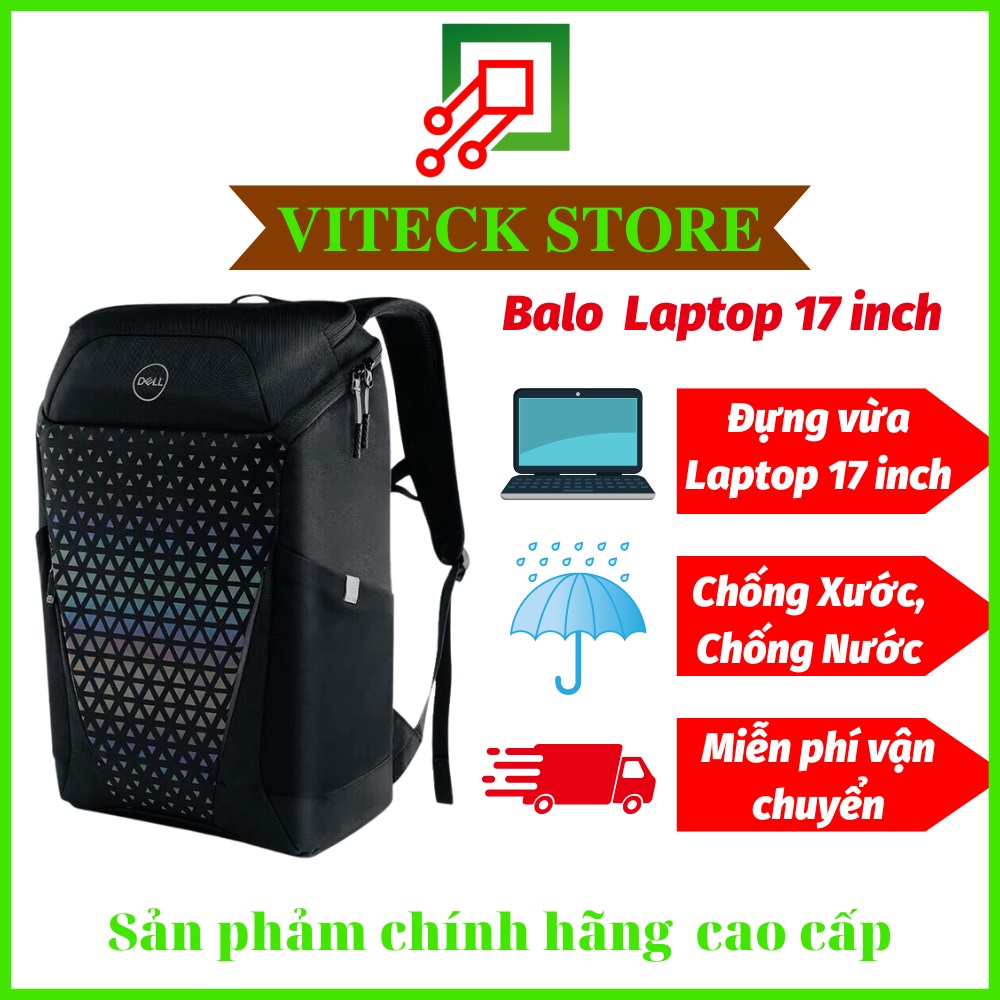 VITECK STORE
Balo Laptop 17 inch
DELL
Đựng vừa
Laptop 17 inch
Chống Xước,
Chống Nước
Miễn phí vận
chuyển
Sản phẩm chính hãng cao cấp